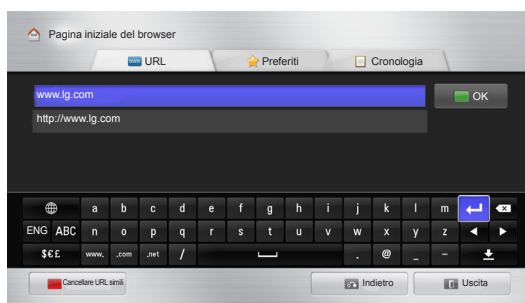 Pagina iniziale del browser
www URL
Preferiti
Cronologia
www.lg.com
OK
http://www.lg.com
a b c d e f g h i j k l m
ENG ABC n o p q r s t u v w x y z
$€£ www. .com .net / . @ _ -
Cancellare URL simili
Indietro
Uscita